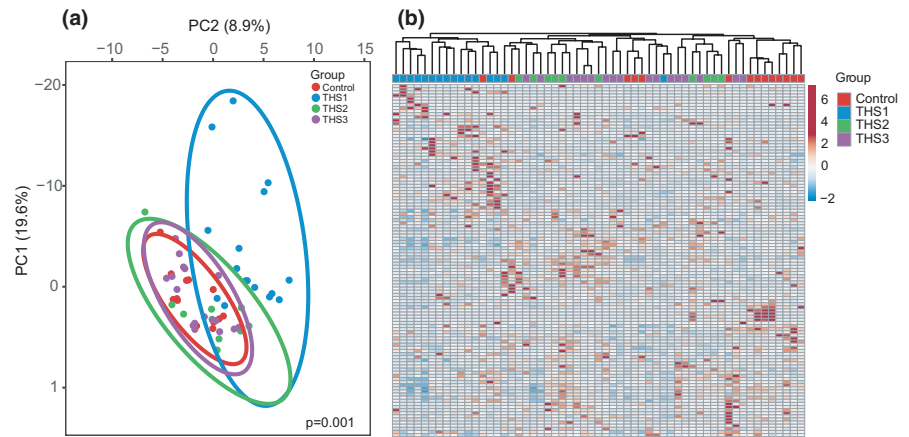 (a)
PC2 (8.9%)
−10 −5 0 5 10 15
PC1 (19.6%)
−20
−10
0
1
Group
Control
THS1
THS2
THS3
p=0.001
(b)
6
4
2
0
−2
Group
Control
THS1
THS2
THS3